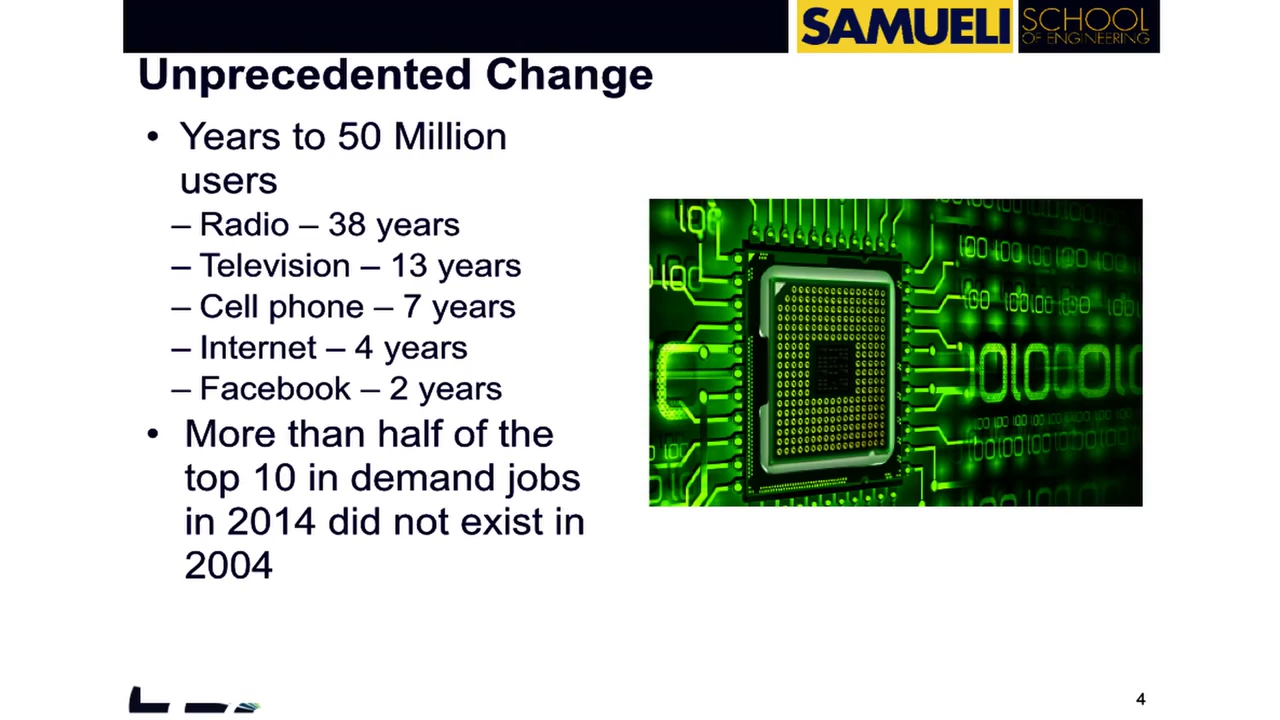 SAMUELI SCHOOL
OF ENGINEERING
Unprecedented Change
• Years to 50 Million
users
– Radio – 38 years
– Television – 13 years
– Cell phone – 7 years
– Internet – 4 years
– Facebook – 2 years
• More than half of the
top 10 in demand jobs
in 2014 did not exist in
2004
4